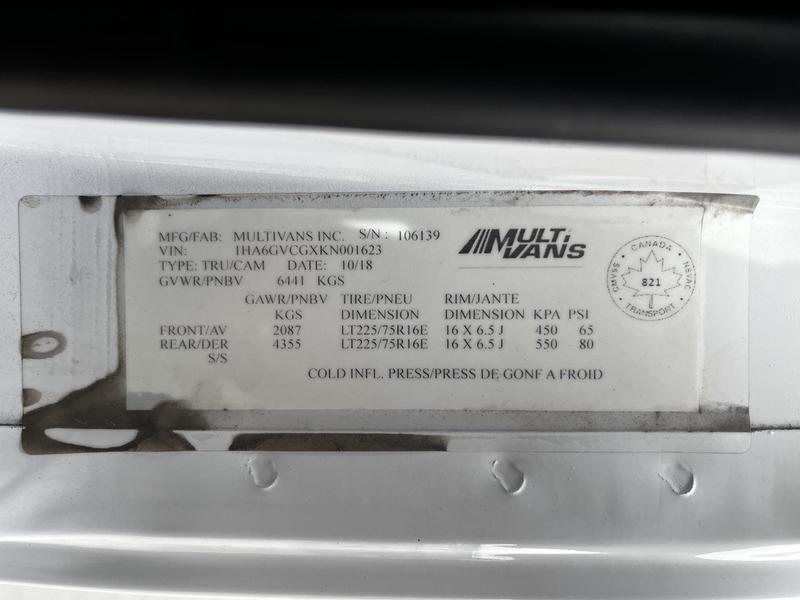 MFG/FAB: MULTIVANS INC. S/N : 106139
VIN: 1HA6GVCGXKN001623
TYPE: TRU/CAM DATE: 10/18
GVWR/PNBV 6441 KGS
MULTI VANS
CANADA
CMVSS 821 NSVAC
TRANSPORT
GAWR/PNBV TIRE/PNEU RIM/JANTE
KGS DIMENSION DIMENSION KPA PSI
FRONT/AV 2087 LT225/75R16E 16 X 6.5 J 450 65
REAR/DER 4355 LT225/75R16E 16 X 6.5 J 550 80
S/S
COLD INFL. PRESS/PRESS DE GONF A FROID